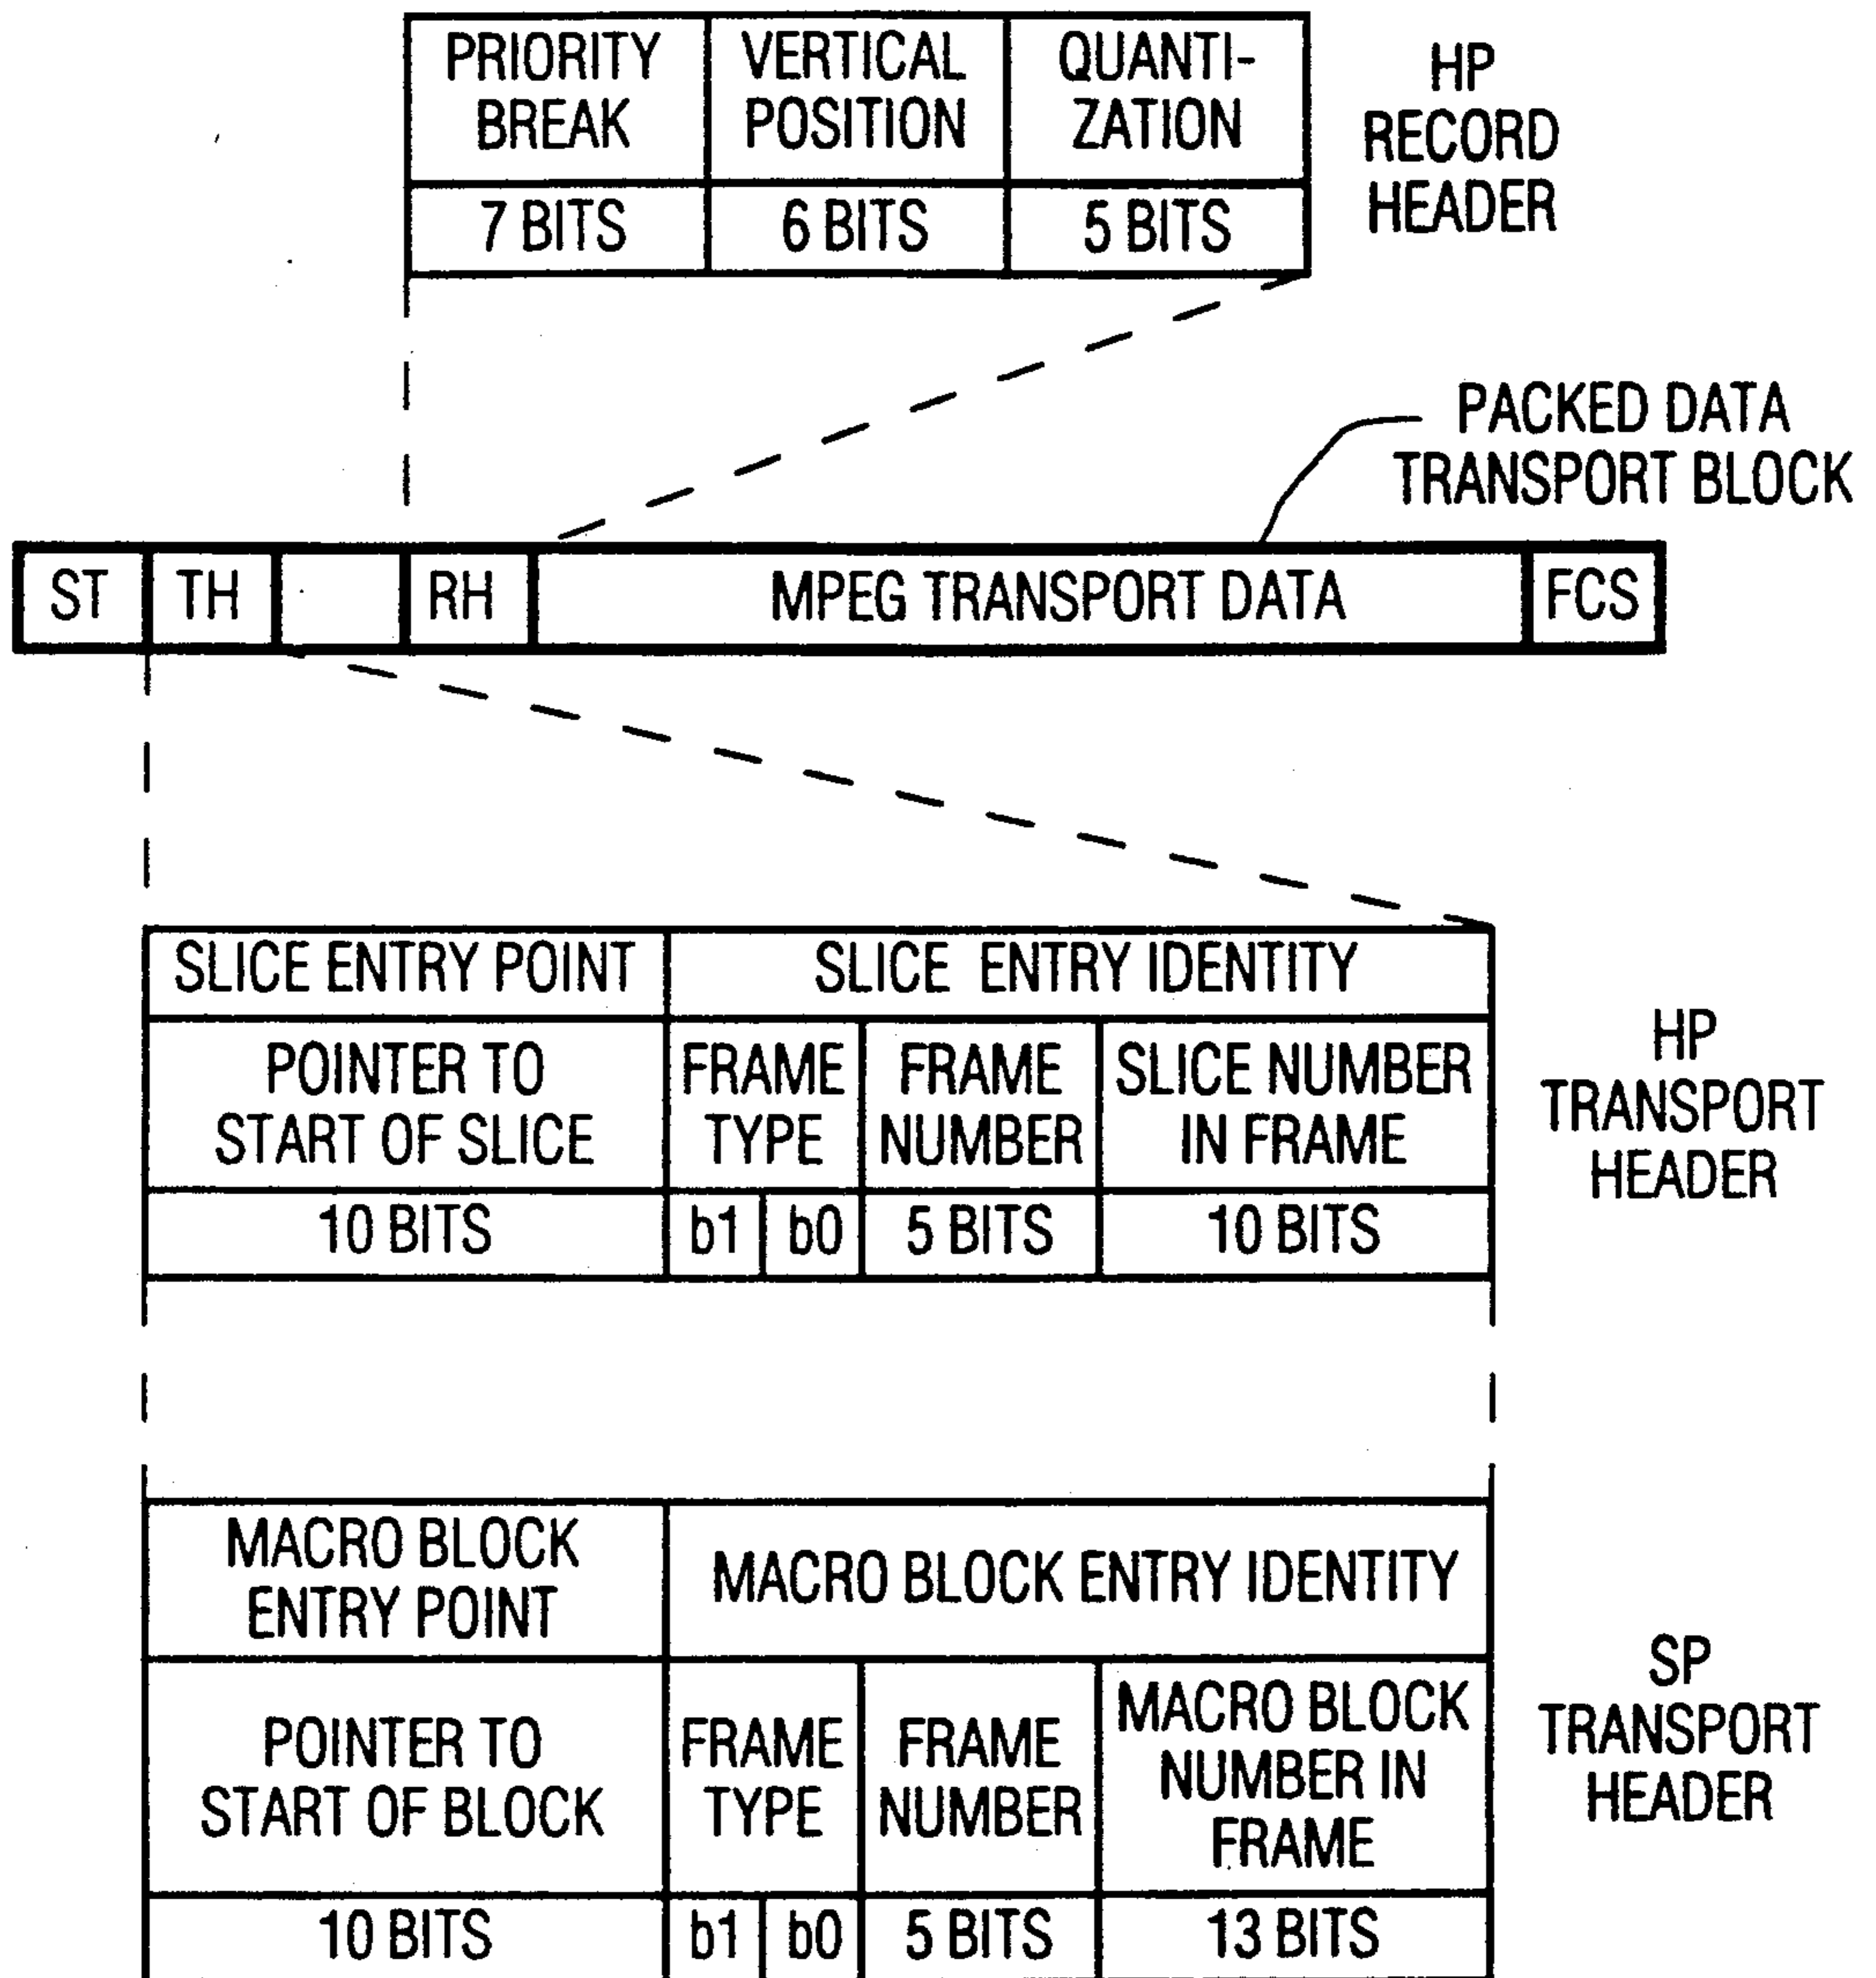 PRIORITY BREAK
VERTICAL POSITION
QUANTI-ZATION
7 BITS
6 BITS
5 BITS
HP
RECORD
HEADER
PACKED DATA
TRANSPORT BLOCK
ST TH RH MPEG TRANSPORT DATA FCS
SLICE ENTRY POINT
SLICE ENTRY IDENTITY
POINTER TO
START OF SLICE
FRAME
TYPE
FRAME
NUMBER
SLICE NUMBER
IN FRAME
10 BITS b1 b0 5 BITS 10 BITS
HP
TRANSPORT
HEADER
MACRO BLOCK
ENTRY POINT
MACRO BLOCK ENTRY IDENTITY
POINTER TO
START OF BLOCK
FRAME
TYPE
FRAME
NUMBER
MACRO BLOCK
NUMBER IN
FRAME
10 BITS b1 b0 5 BITS 13 BITS
SP
TRANSPORT
HEADER